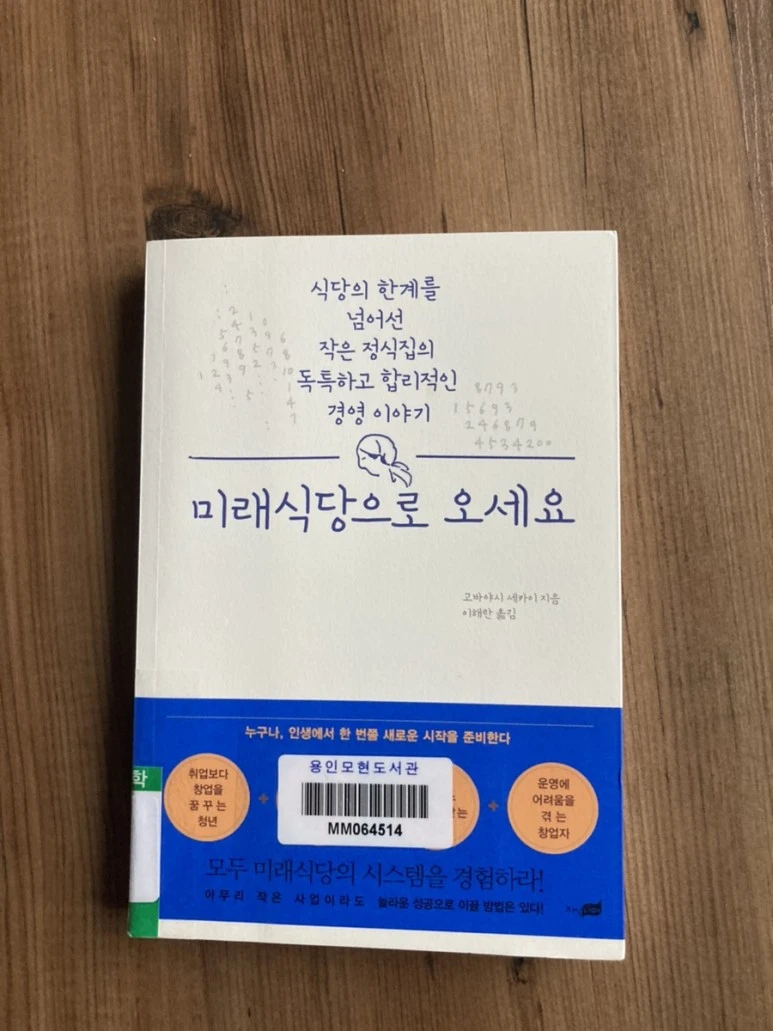 식당의 한계를
넘어선
작은 정식집의
독특하고 합리적인
경영 이야기
8793
15693
246879
4534200
미래식당으로 오세요
고바야시 세카이 지음
이해란 옮김
누구나, 인생에서 한 번쯤 새로운 시작을 준비한다
취업보다
창업을
꿈 꾸 는
청년
+
+
운영에
어려움을
겪 는
창업자
학
용인모현도서관
MM064514
모두 미래식당의 시스템을 경험하라!
아무리 작은 사업이라도 놀라운 성공으로 이끌 방법은 있다!